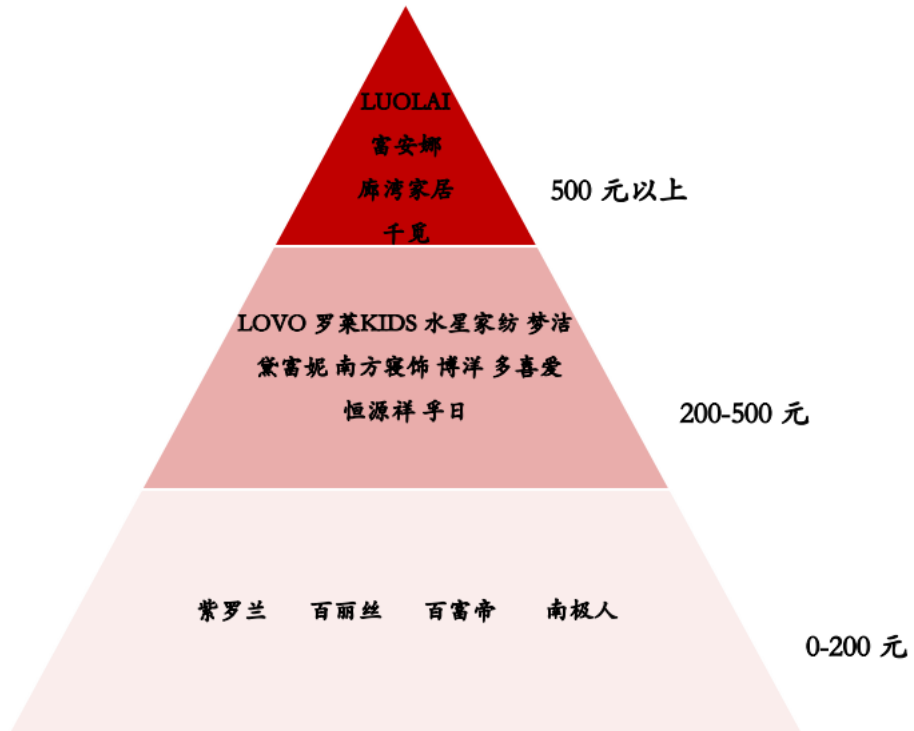 LUOLAI
富安娜
廊湾家居
千觅
500 元以上
LOVO 罗莱KIDS 水星家纺 梦洁
黛富妮 南方寝饰 博洋 多喜爱
恒源祥 孚日
200-500 元
紫罗兰 百丽丝 百富帝 南极人
0-200 元